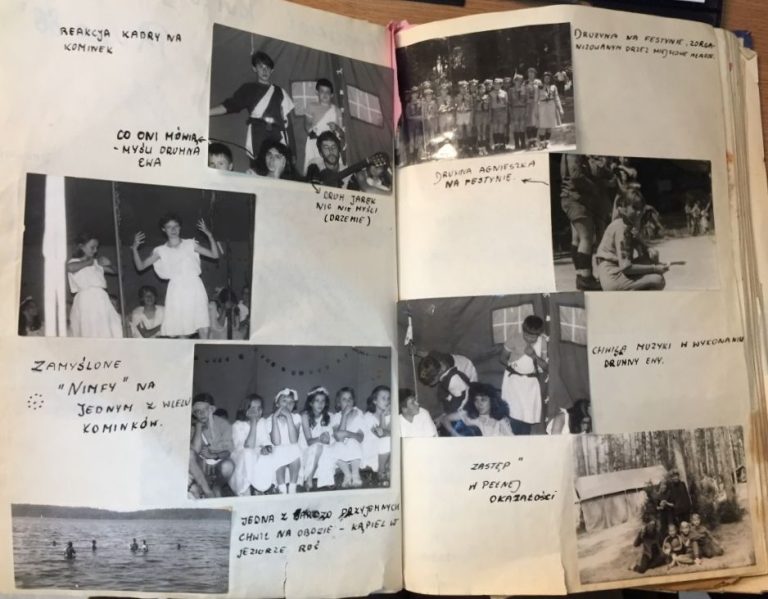 REAKCJA KADRY NA
KOMINEK
CO ONI MÓWIĄ
- MYŚLI DRUHNA
EWA
DRUH JAREK
NIC NIE MYŚLI
(DRZEMIE)
ZAMYŚLONE
"NIMFY" NA
JEDNYM Z WIELU
KOMINKÓW.
JEDNA Z BARDZO PRZYJEMNYCH
CHWIL NA OBOZIE - KĄPIEL W
JEZIORZE ROŚ
DRUŻYNA NA FESTYNIE, ZORGA-
NIZOWANYM PRZEZ MIEJSCOWE
DRUHNA AGNIESZKA
NA FESTYNIE.
CHWILA MUZYKI W WYKONANIU
DRUHNY EWY.
ZASTĘP "
W PEŁNEJ
OKAZAŁOŚCI